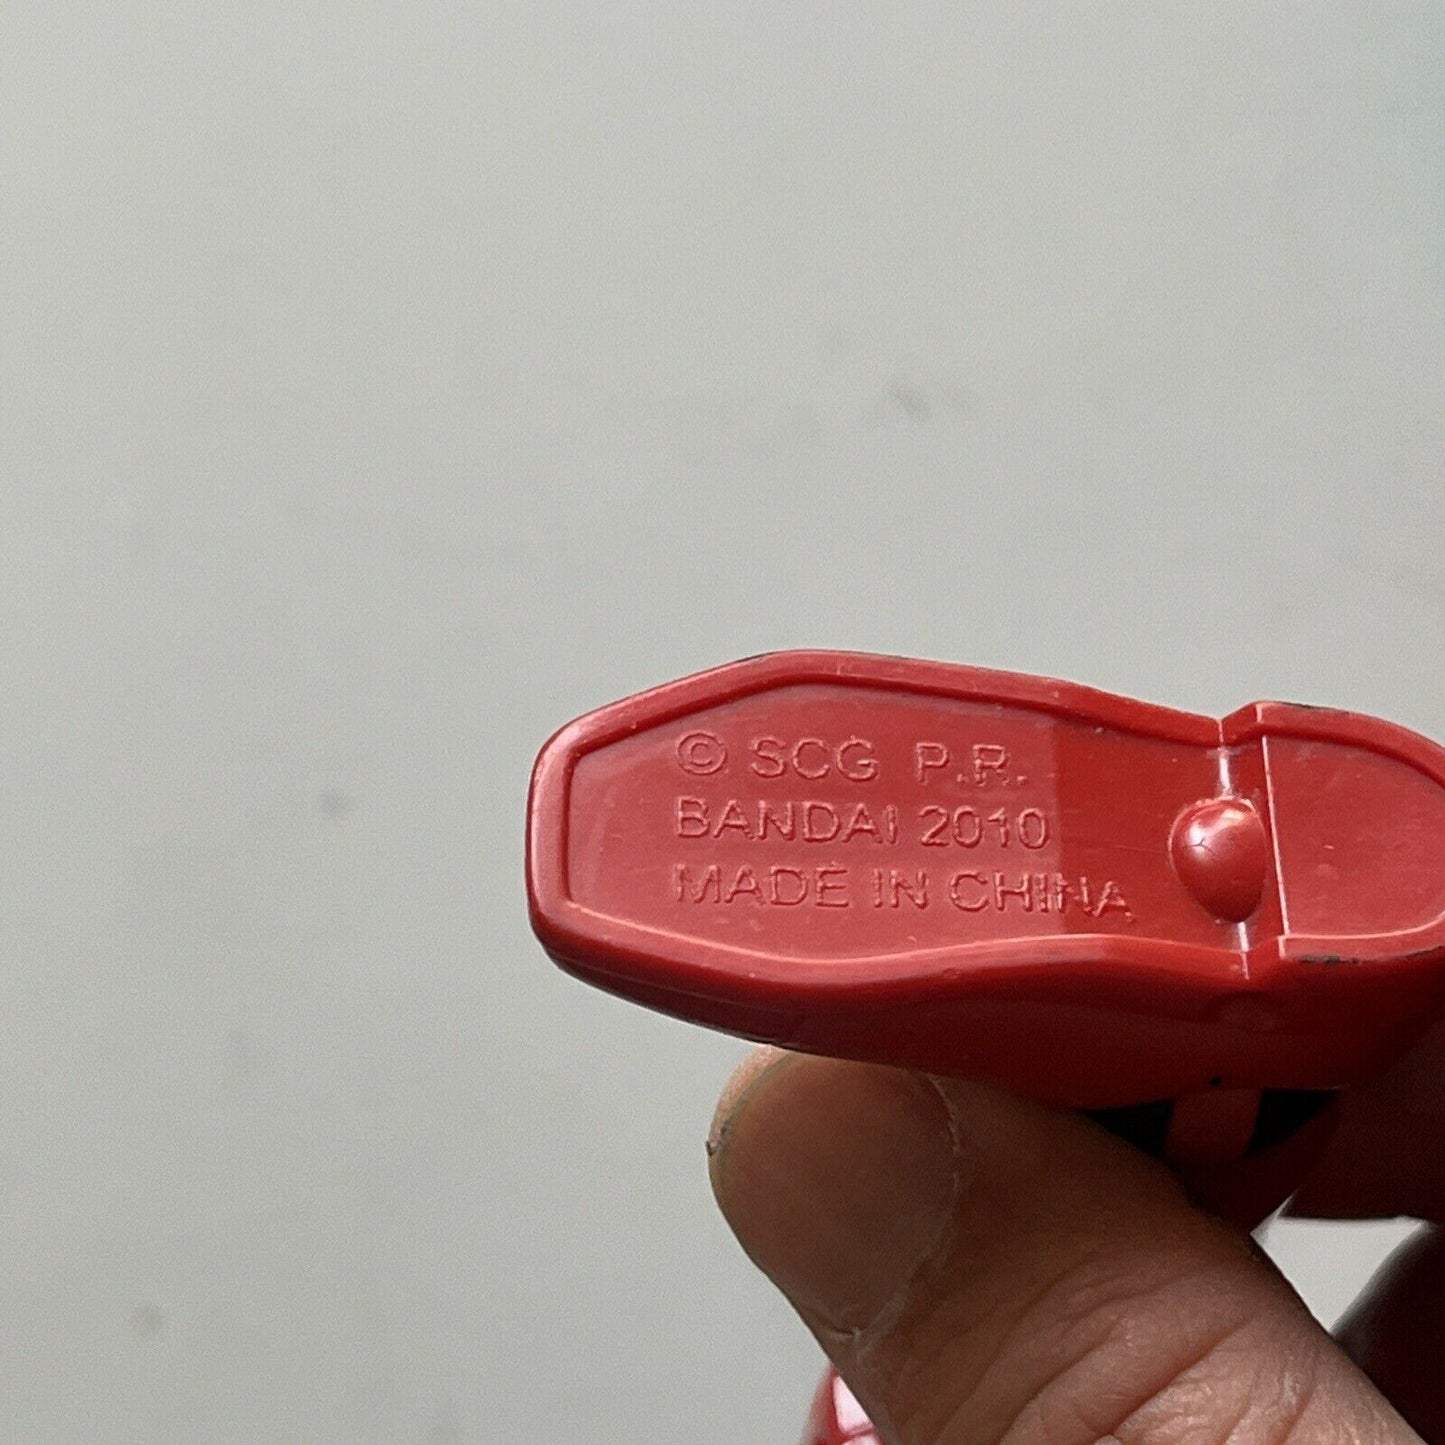 © SCG P.R.
BANDAI 2010
MADE IN CHINA